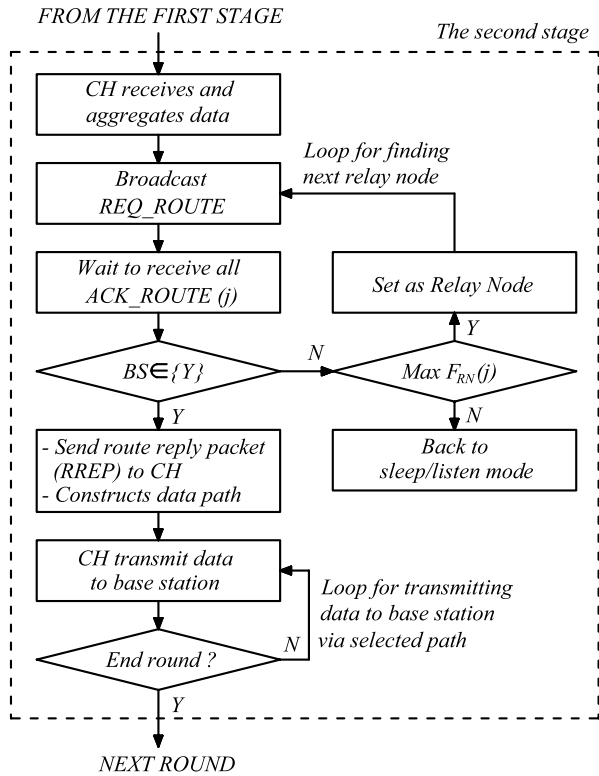 FROM THE FIRST STAGE
The second stage
CH receives and
aggregates data
Loop for finding
next relay node
Broadcast
REQ_ROUTE
Wait to receive all
ACK_ROUTE (j)
Set as Relay Node
Y
BS∈{Y}
N
Max F_RN(j)
Y
N
- Send route reply packet
(RREP) to CH
- Constructs data path
Back to
sleep/listen mode
CH transmit data
to base station
Loop for transmitting
data to base station
via selected path
End round ?
N
Y
NEXT ROUND